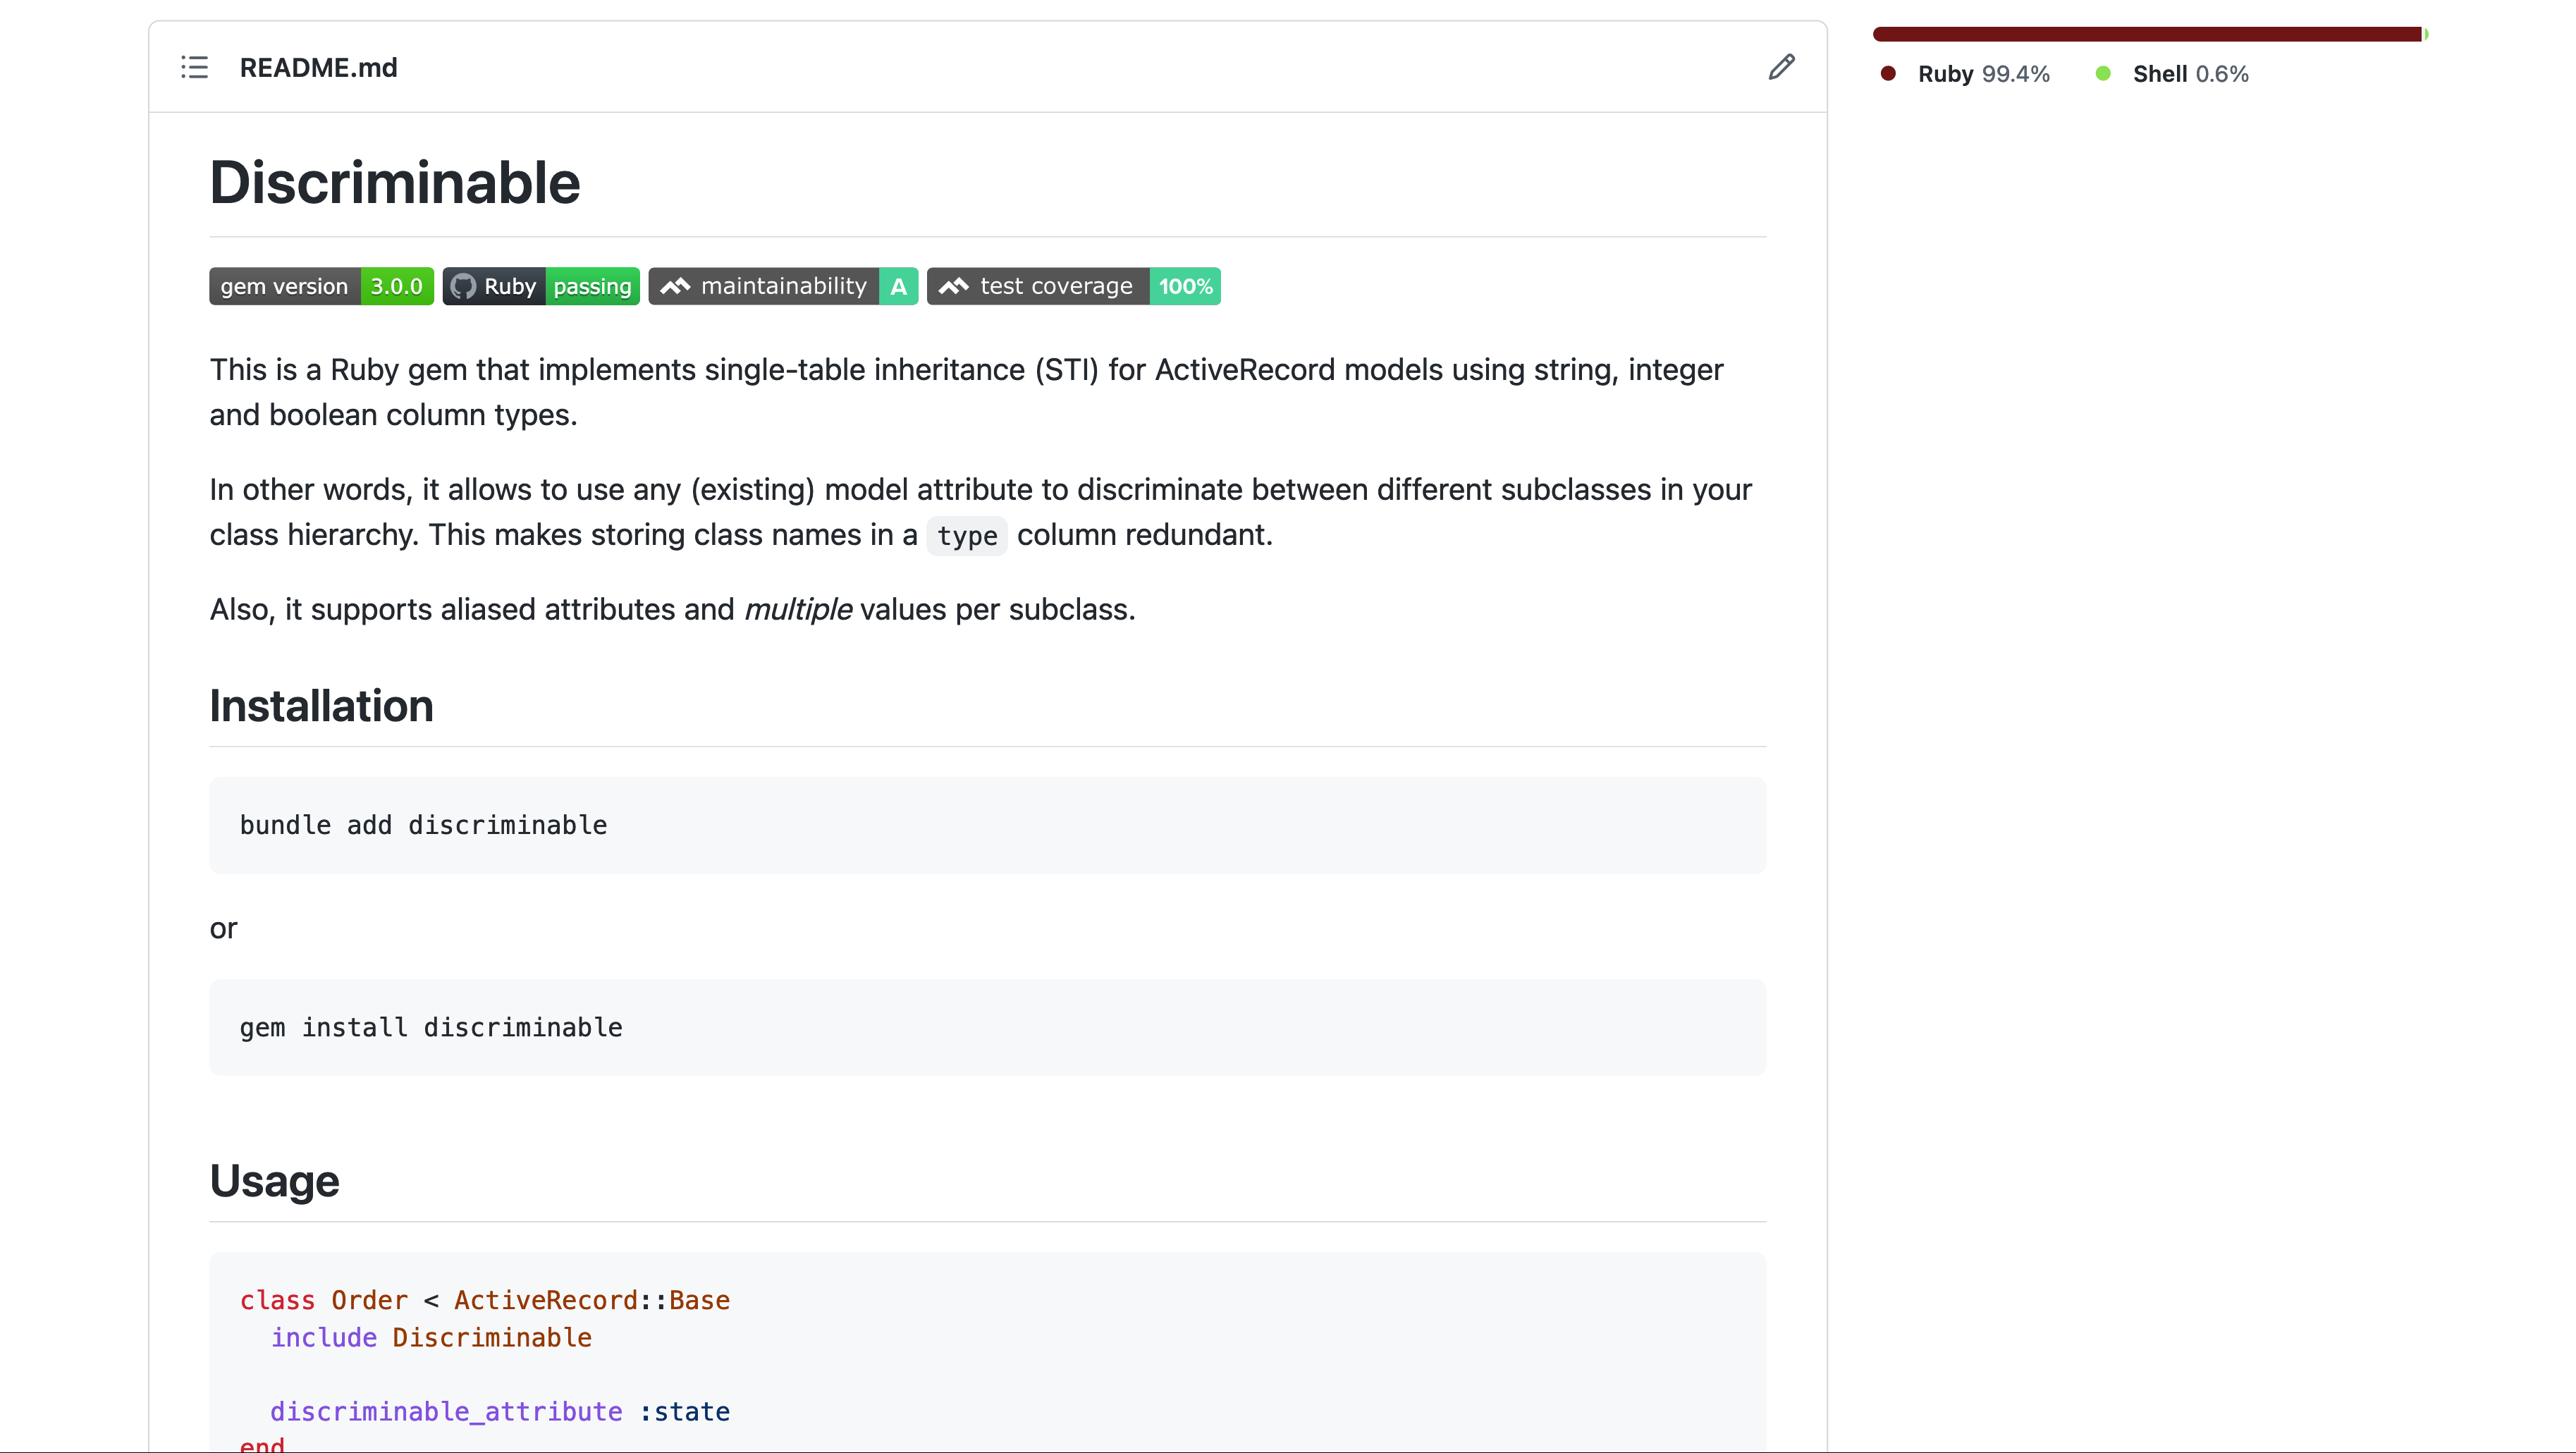 README.md
Ruby 99.4% Shell 0.6%
Discriminable
gem version 3.0.0 Ruby passing maintainability A test coverage 100%
This is a Ruby gem that implements single-table inheritance (STI) for ActiveRecord models using string, integer
and boolean column types.
In other words, it allows to use any (existing) model attribute to discriminate between different subclasses in your
class hierarchy. This makes storing class names in a type column redundant.
Also, it supports aliased attributes and multiple values per subclass.
Installation
bundle add discriminable
or
gem install discriminable
Usage
class Order < ActiveRecord::Base
  include Discriminable
  discriminable_attribute :state
end